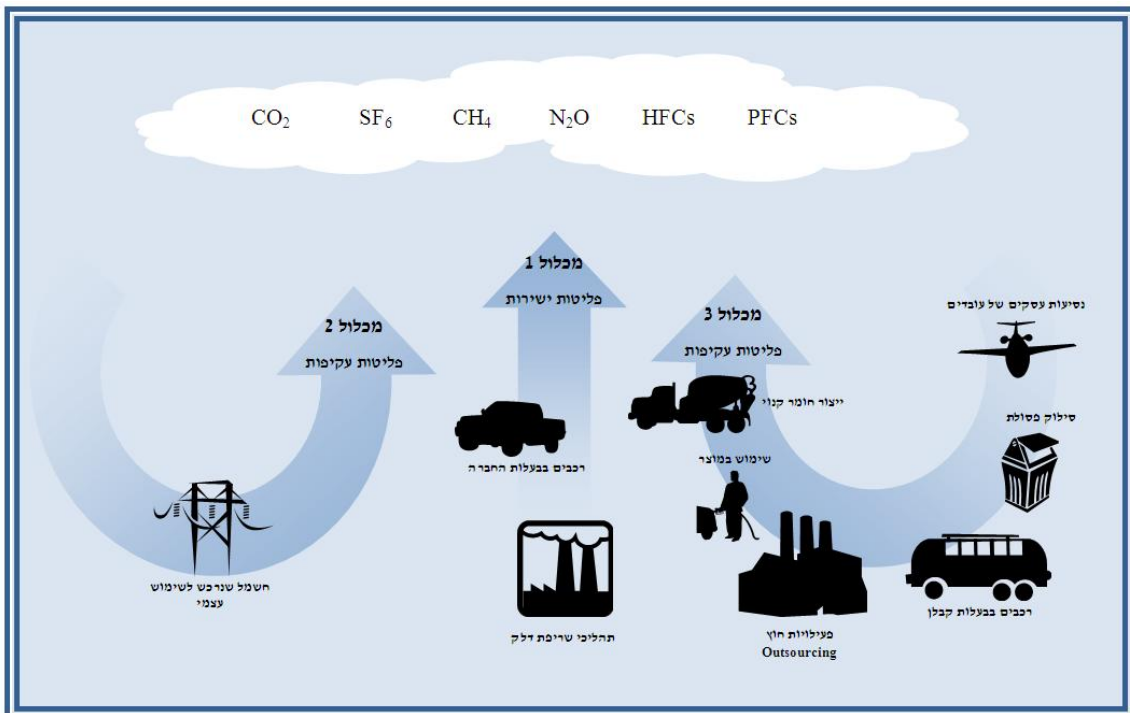 CO₂ SF₆ CH₄ N₂O HFCs PFCs
מכלול 1
פליטות ישירות
מכלול 3
פליטות עקיפות
מכלול 2
פליטות עקיפות
נסיעות עסקים של עובדים
ייצור חומר קנוי
סילוק פסולת
שימוש במוצר
רכבים בבעלות החברה
רכבים בבעלות קבלן
פעילויות חוץ
Outsourcing
תהליכי שריפת דלק
חשמל שנרכש לשימוש
עצמי